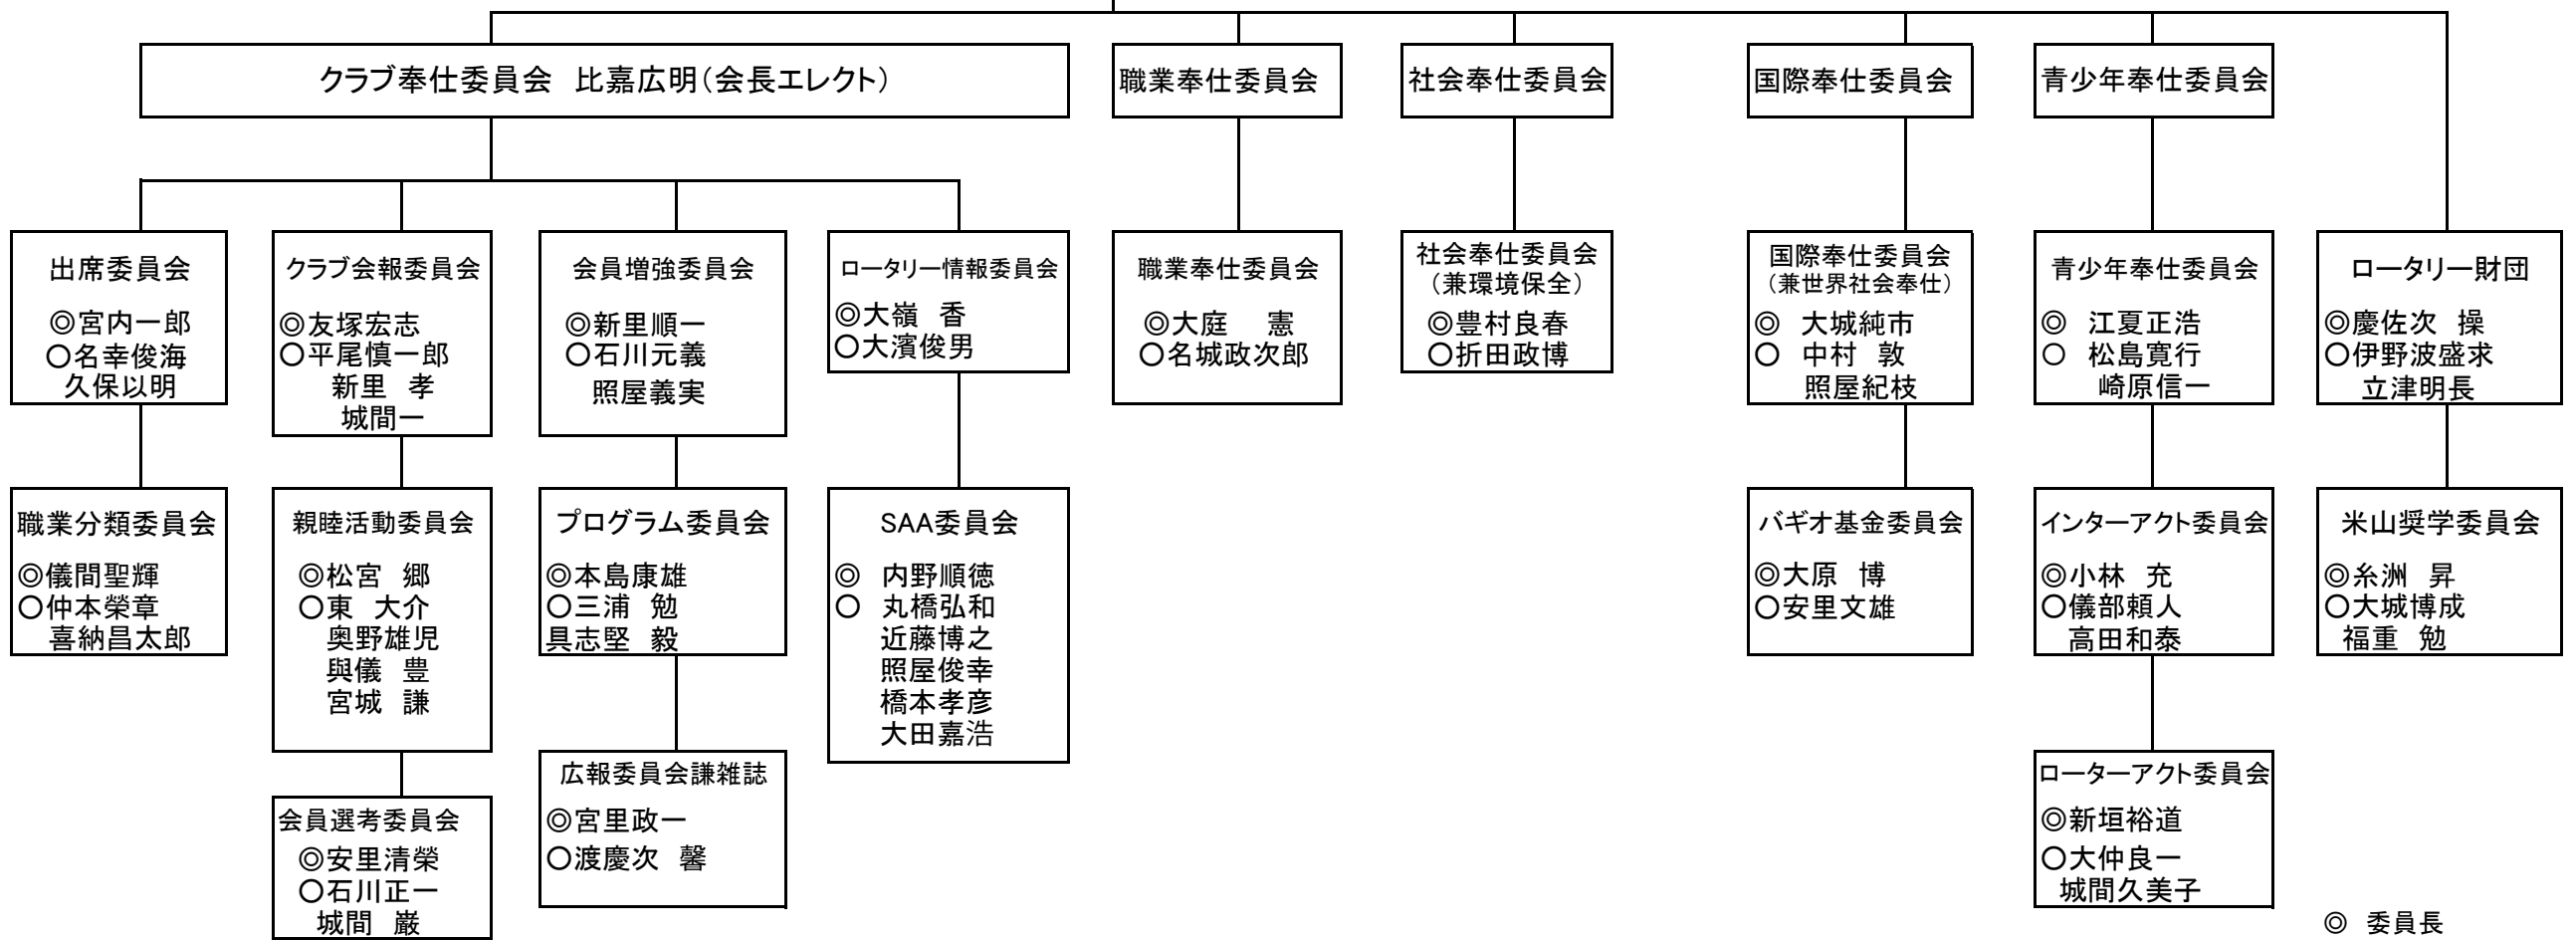 クラブ奉仕委員会　比嘉広明（会長エレクト）
職業奉仕委員会
社会奉仕委員会
国際奉仕委員会
青少年奉仕委員会
出席委員会
◎宮内一郎
〇名幸俊海
久保以明
クラブ会報委員会
◎友塚宏志
〇平尾慎一郎
新里　孝
城間一
会員増強委員会
◎新里順一
〇石川元義
照屋義実
ロータリー情報委員会
◎大嶺　香
〇大濱俊男
職業奉仕委員会
◎大庭　憲
〇名城政次郎
社会奉仕委員会
（兼環境保全）
◎豊村良春
〇折田政博
国際奉仕委員会
（兼世界社会奉仕）
◎　大城純市
〇　中村　敦
照屋紀枝
青少年奉仕委員会
◎　江夏正浩
〇　松島寛行
崎原信一
ロータリー財団
◎慶佐次　操
〇伊野波盛求
立津明長
職業分類委員会
◎儀間聖輝
〇仲本榮章
喜納昌太郎
親睦活動委員会
◎松宮　郷
〇東　大介
奥野雄児
與儀　豊
宮城　謙
プログラム委員会
◎本島康雄
〇三浦　勉
具志堅　毅
SAA委員会
◎　内野順徳
〇　丸橋弘和
近藤博之
照屋俊幸
橋本孝彦
大田嘉浩
バギオ基金委員会
◎大原　博
〇安里文雄
インターアクト委員会
◎小林　充
〇儀部頼人
高田和泰
米山奨学委員会
◎糸洲　昇
〇大城博成
福重　勉
会員選考委員会
◎安里清榮
〇石川正一
城間　巌
広報委員会謙雑誌
◎宮里政一
〇渡慶次　馨
ローターアクト委員会
◎新垣裕道
〇大仲良一
城間久美子
◎　委員長